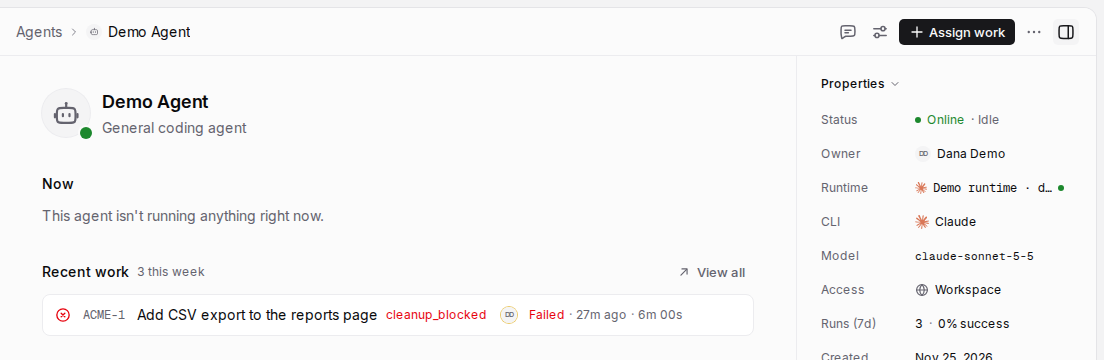 Agents > Demo Agent
Assign work
Demo Agent
General coding agent
Now
This agent isn't running anything right now.
Recent work 3 this week
View all
ACME-1 Add CSV export to the reports page cleanup_blocked DD Failed · 27m ago · 6m 00s
Properties
Status Online · Idle
Owner DD Dana Demo
Runtime Demo runtime · d…
CLI Claude
Model claude-sonnet-5-5
Access Workspace
Runs (7d) 3 · 0% success
Created Nov 25, 2026